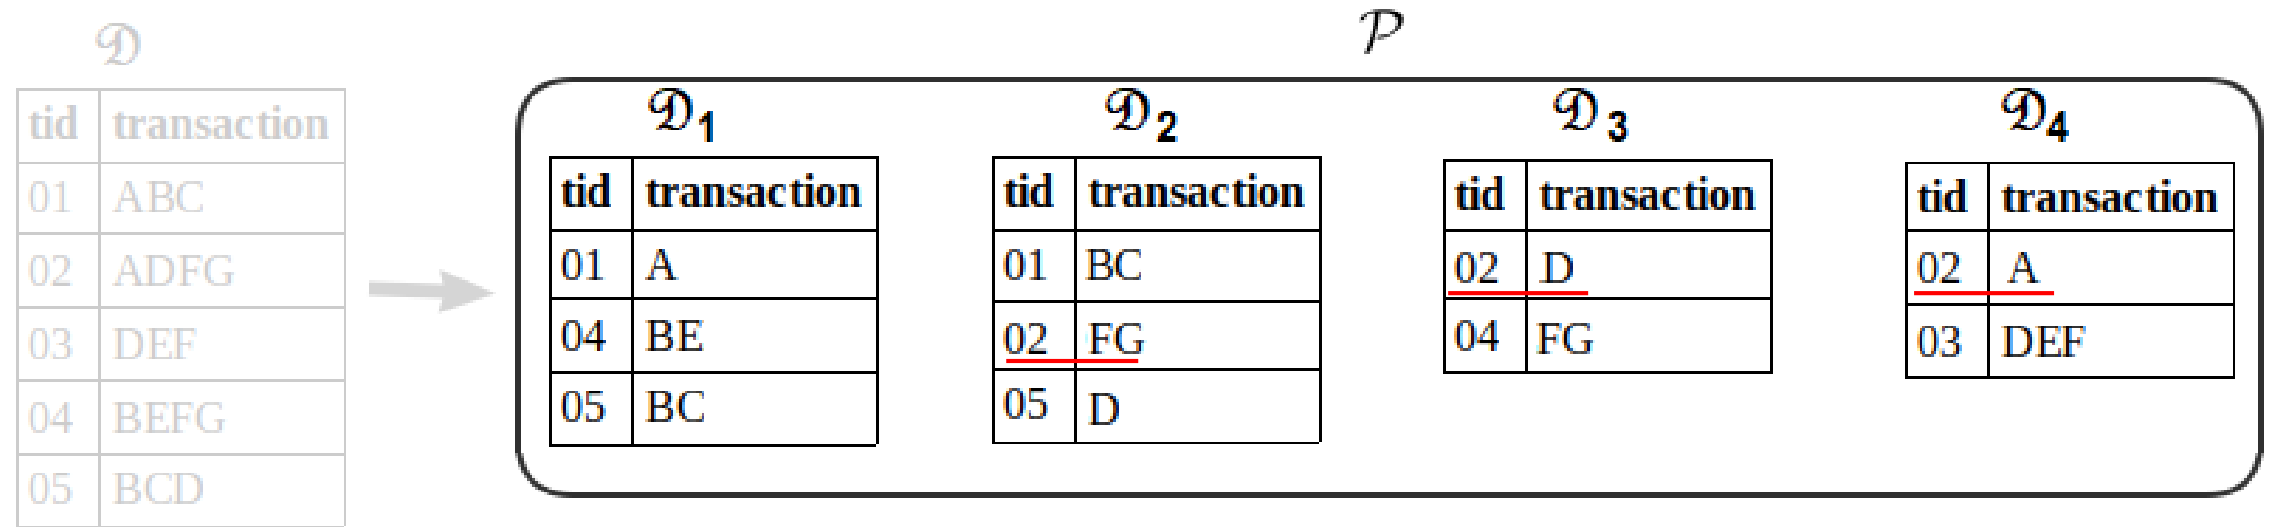 𝒟
tid transaction
01 ABC
02 ADFG
03 DEF
04 BEFG
05 BCD
𝒫
𝒟1
tid transaction
01 A
04 BE
05 BC
𝒟2
tid transaction
01 BC
02 FG
05 D
𝒟3
tid transaction
02 D
04 FG
𝒟4
tid transaction
02 A
03 DEF